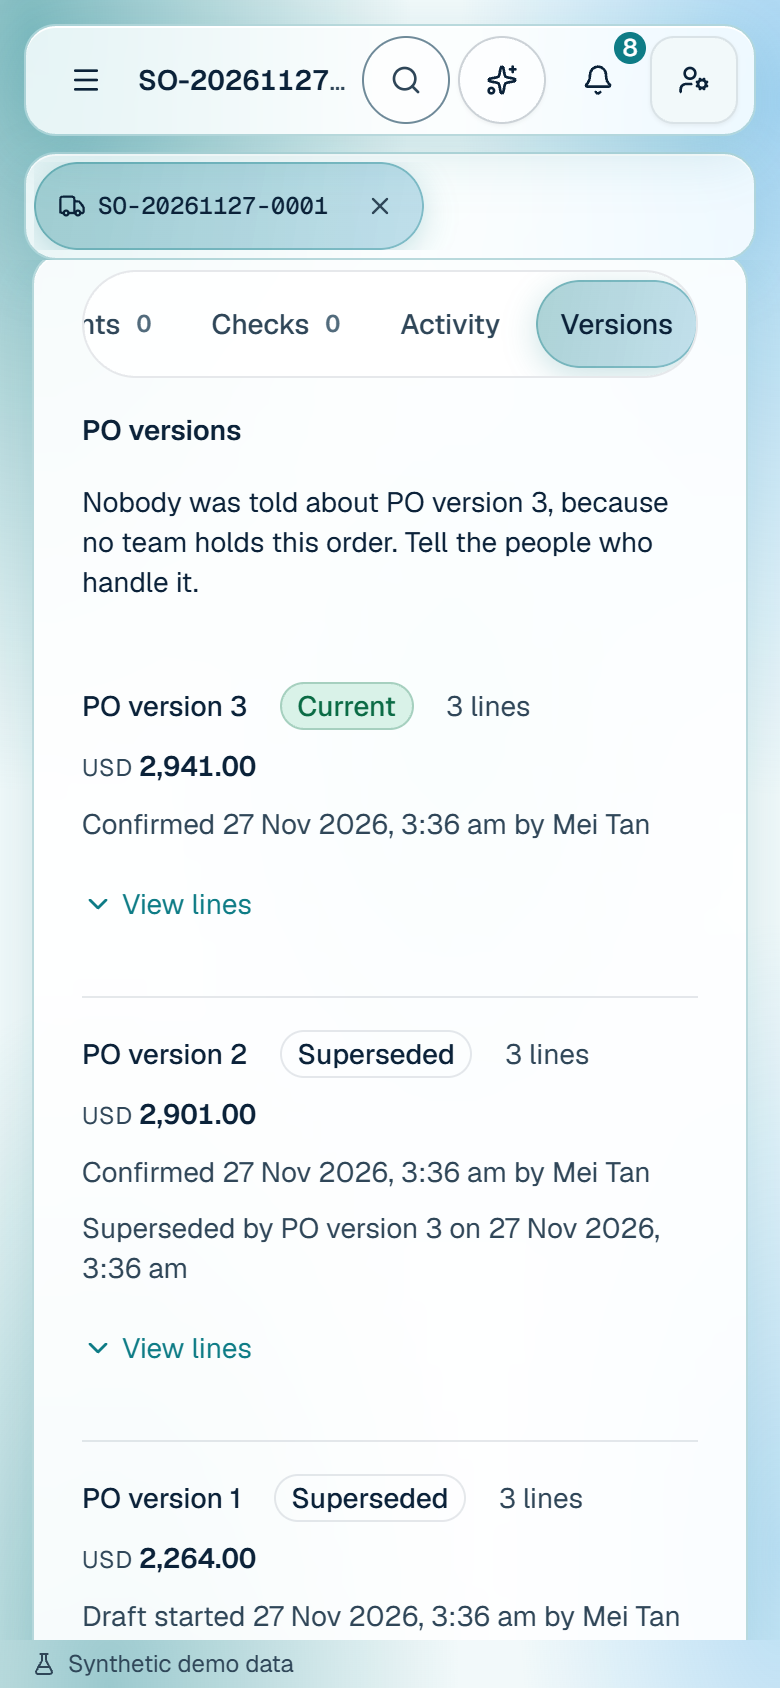 SO-20261127...
8
SO-20261127-0001
nts 0 Checks 0 Activity Versions
PO versions
Nobody was told about PO version 3, because
no team holds this order. Tell the people who
handle it.
PO version 3 Current 3 lines
USD 2,941.00
Confirmed 27 Nov 2026, 3:36 am by Mei Tan
View lines
PO version 2 Superseded 3 lines
USD 2,901.00
Confirmed 27 Nov 2026, 3:36 am by Mei Tan
Superseded by PO version 3 on 27 Nov 2026,
3:36 am
View lines
PO version 1 Superseded 3 lines
USD 2,264.00
Draft started 27 Nov 2026, 3:36 am by Mei Tan
Synthetic demo data